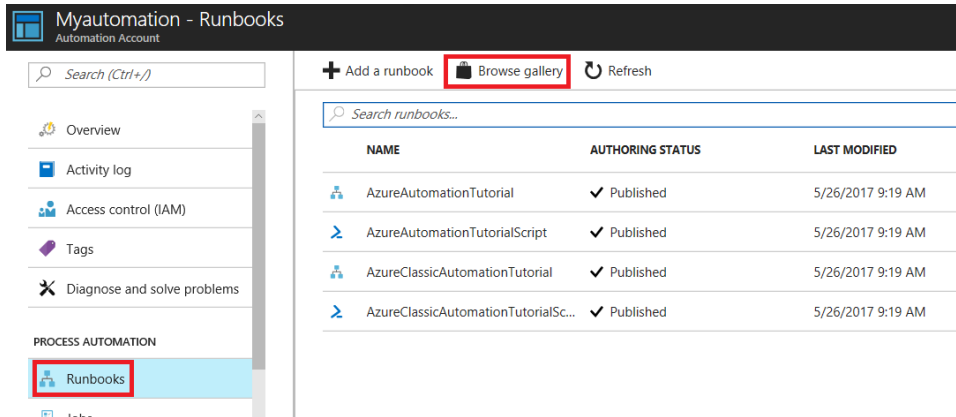 Myautomation - Runbooks
Automation Account
Search (Ctrl+/)
Overview
Activity log
Access control (IAM)
Tags
Diagnose and solve problems
PROCESS AUTOMATION
Runbooks
Jobs
Add a runbook Browse gallery Refresh
Search runbooks...
NAME AUTHORING STATUS LAST MODIFIED
AzureAutomationTutorial Published 5/26/2017 9:19 AM
AzureAutomationTutorialScript Published 5/26/2017 9:19 AM
AzureClassicAutomationTutorial Published 5/26/2017 9:19 AM
AzureClassicAutomationTutorialSc... Published 5/26/2017 9:19 AM